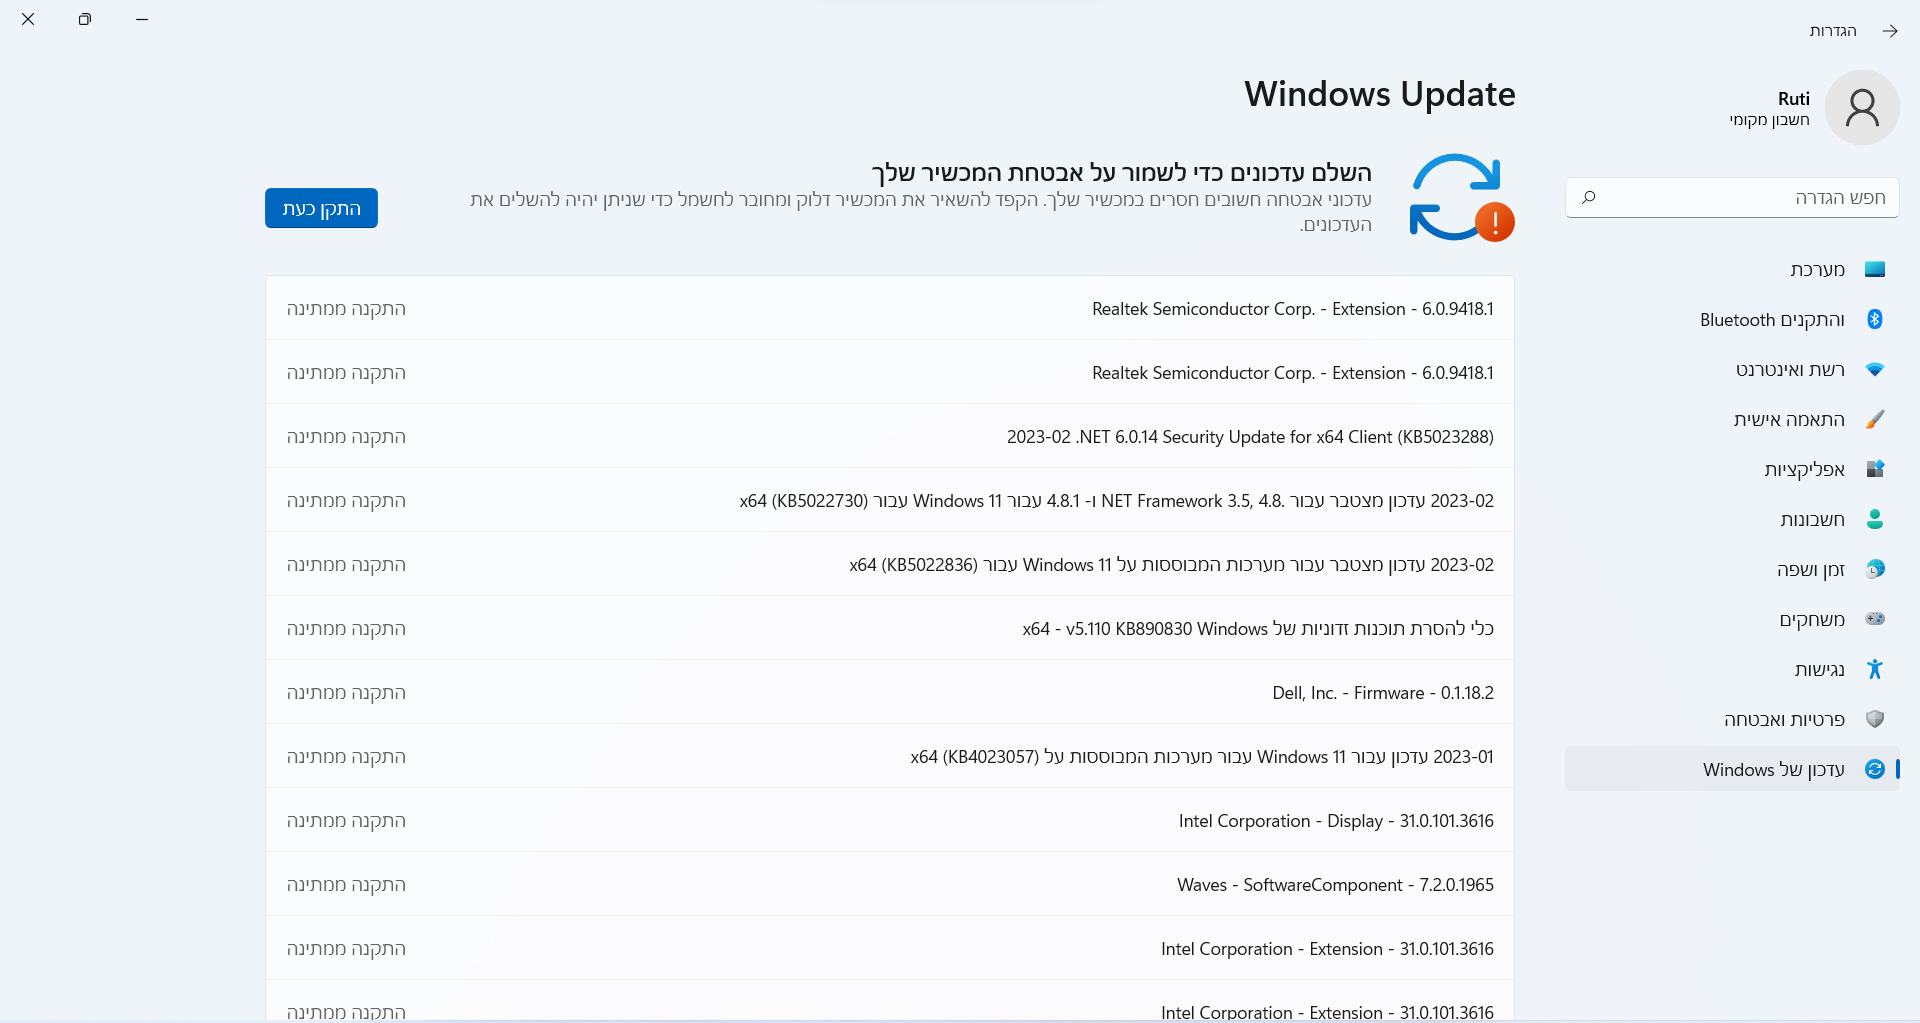 הגדרות
Ruti
חשבון מקומי
חפש הגדרה
מערכת
Bluetooth והתקנים
רשת ואינטרנט
התאמה אישית
אפליקציות
חשבונות
זמן ושפה
משחקים
נגישות
פרטיות ואבטחה
עדכון של Windows
Windows Update
השלם עדכונים כדי לשמור על אבטחת המכשיר שלך
עדכוני אבטחה חשובים חסרים במכשיר שלך. הקפד להשאיר את המכשיר דלוק ומחובר לחשמל כדי שניתן יהיה להשלים את
העדכונים.
התקן כעת
Realtek Semiconductor Corp. - Extension - 6.0.9418.1
התקנה ממתינה
Realtek Semiconductor Corp. - Extension - 6.0.9418.1
התקנה ממתינה
2023-02 .NET 6.0.14 Security Update for x64 Client (KB5023288)
התקנה ממתינה
2023-02 עדכון מצטבר עבור .NET Framework 3.5, 4.8 ו- 4.8.1 עבור Windows 11 עבור x64 (KB5022730)
התקנה ממתינה
2023-02 עדכון מצטבר עבור מערכות המבוססות על Windows 11 עבור x64 (KB5022836)
התקנה ממתינה
כלי להסרת תוכנות זדוניות של x64 - v5.110 KB890830 Windows
התקנה ממתינה
Dell, Inc. - Firmware - 0.1.18.2
התקנה ממתינה
2023-01 עדכון עבור Windows 11 עבור מערכות המבוססות על x64 (KB4023057)
התקנה ממתינה
Intel Corporation - Display - 31.0.101.3616
התקנה ממתינה
Waves - SoftwareComponent - 7.2.0.1965
התקנה ממתינה
Intel Corporation - Extension - 31.0.101.3616
התקנה ממתינה
Intel Corporation - Extension - 31.0.101.3616
התקנה ממתינה